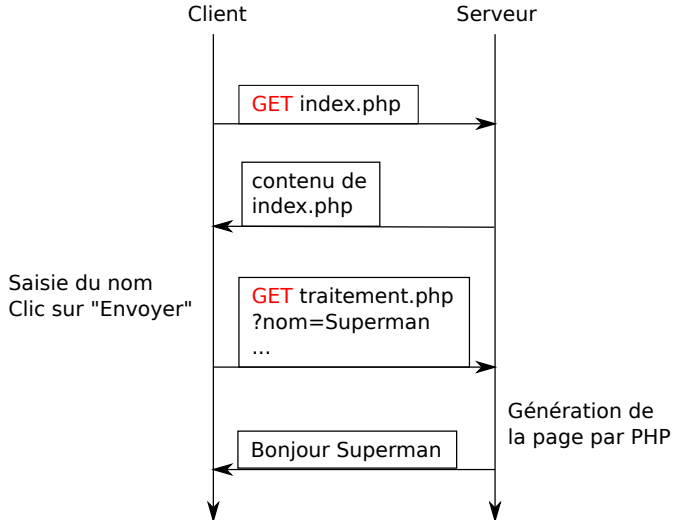 Client
Serveur
GET index.php
contenu de
index.php
Saisie du nom
Clic sur "Envoyer"
GET traitement.php
?nom=Superman
...
Génération de
la page par PHP
Bonjour Superman